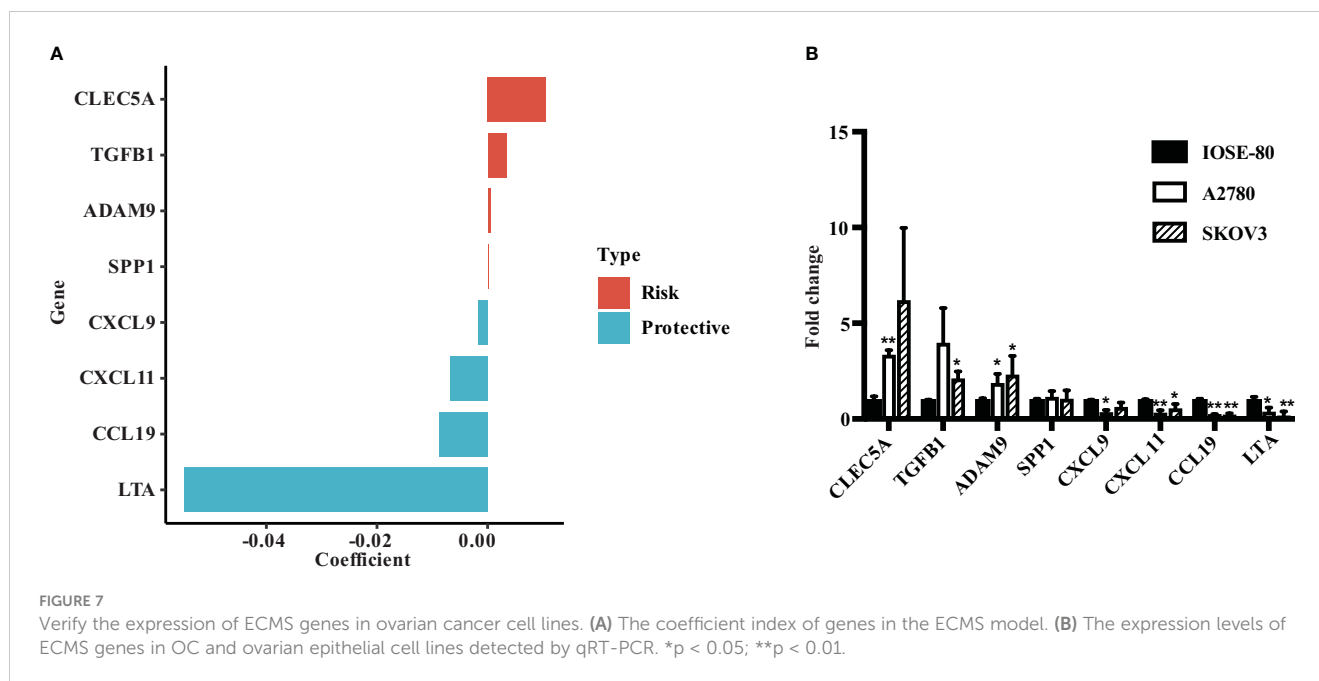 A
CLEC5A
TGFB1
ADAM9
SPP1
CXCL9
CXCL11
CCL19
LTA
Gene
-0.04
-0.02
0.00
Coefficient
Type
Risk
Protective
B
15
10
5
0
Fold change
IOSE-80
A2780
SKOV3
**
*
*
*
*
**
*
**
**
*
**
CLEC5A
TGFB1
ADAM9
SPP1
CXCL9
CXCL11
CCL19
LTA
FIGURE 7
Verify the expression of ECMS genes in ovarian cancer cell lines. (A) The coefficient index of genes in the ECMS model. (B) The expression levels of
ECMS genes in OC and ovarian epithelial cell lines detected by qRT-PCR. *p < 0.05; **p < 0.01.